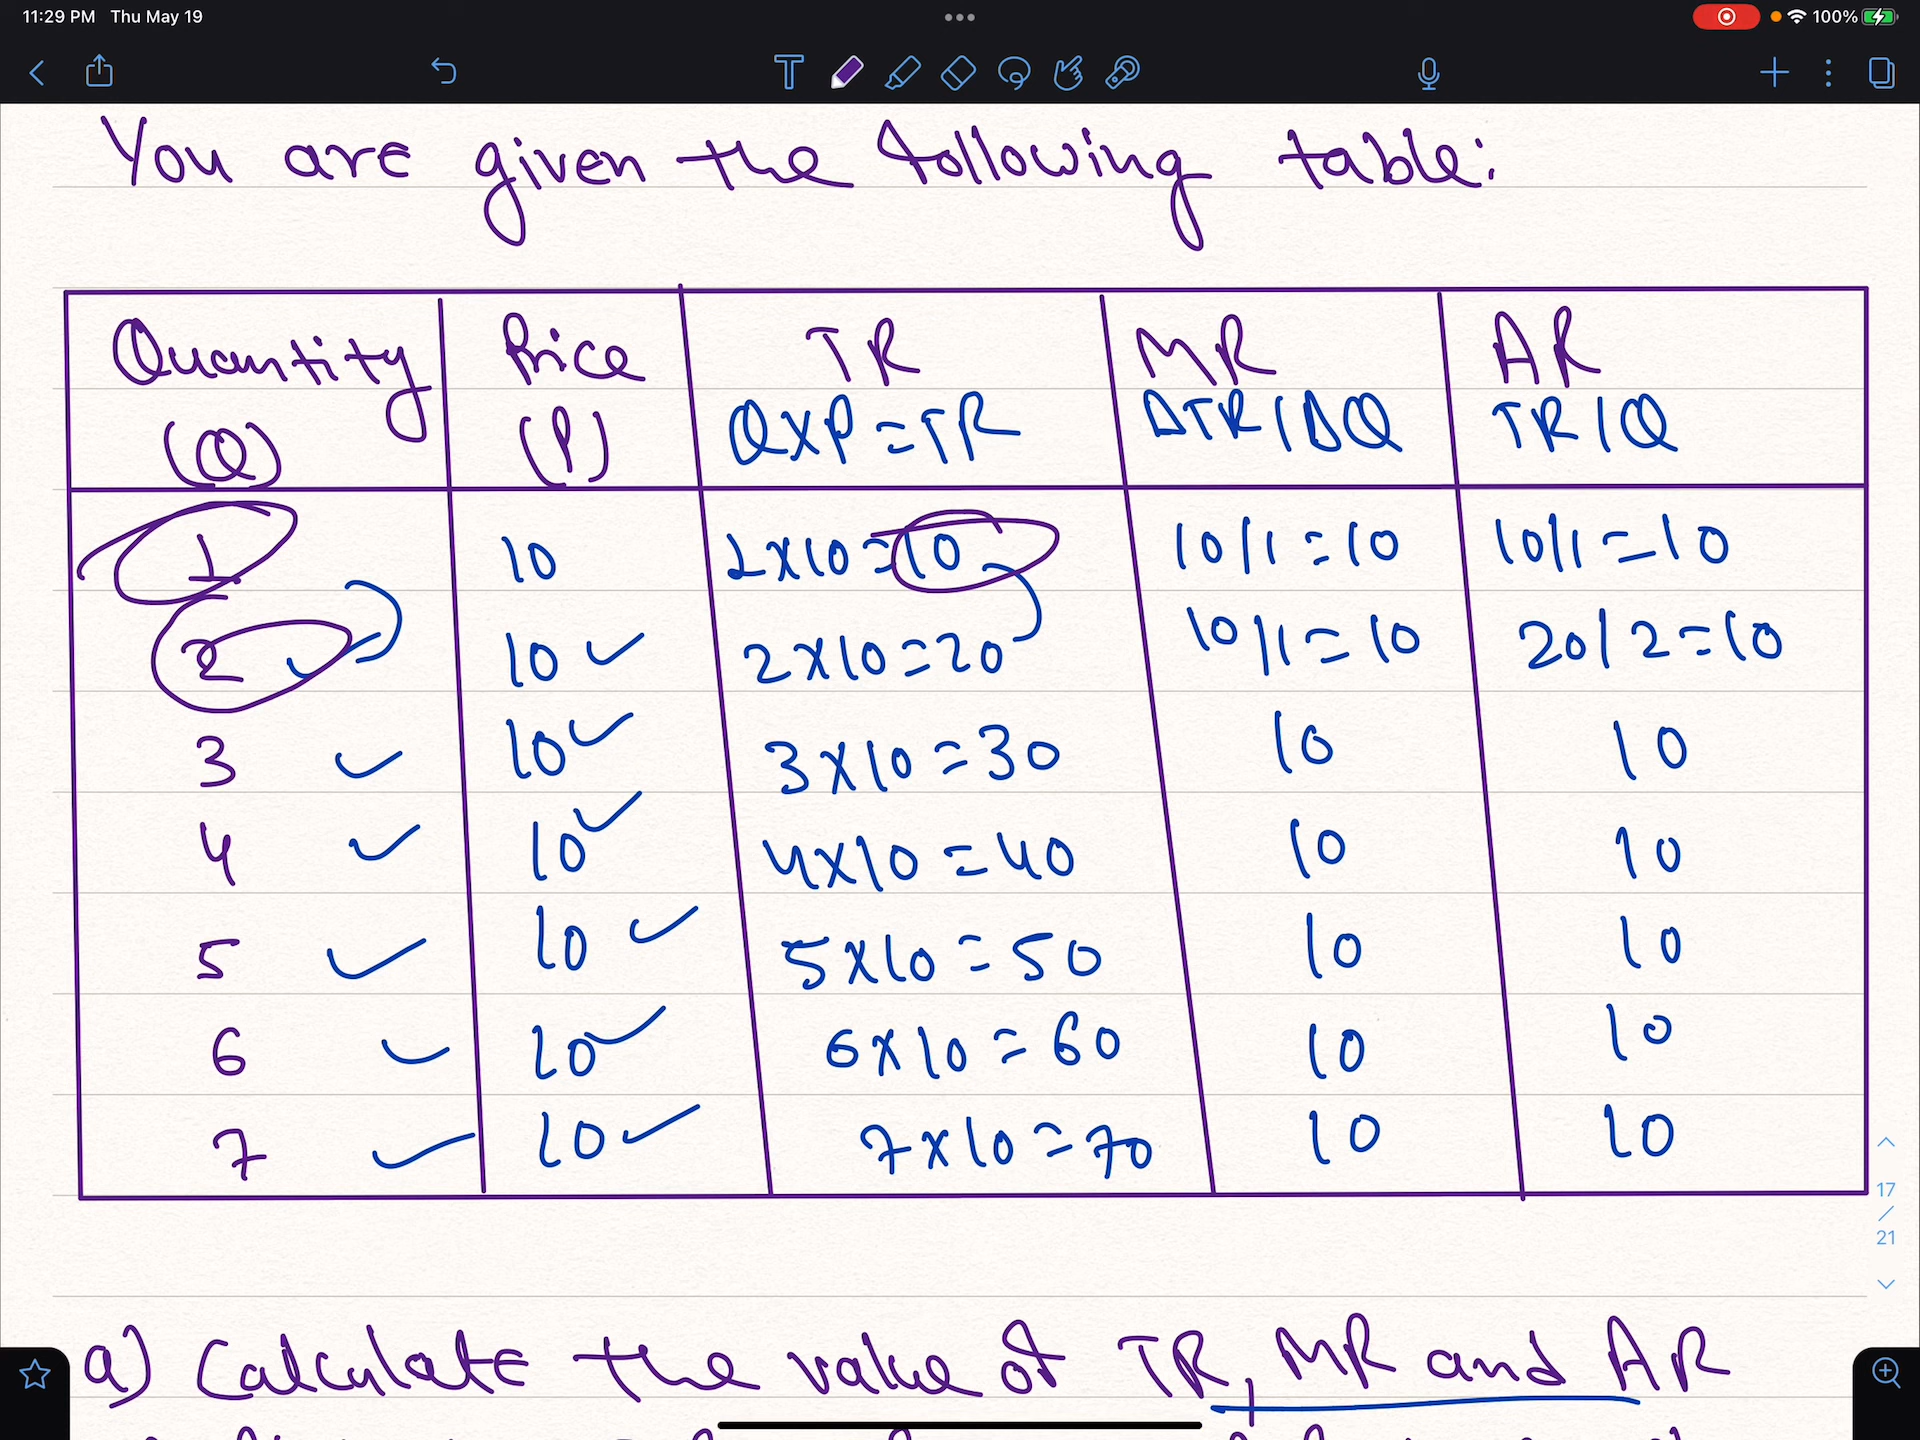 11:29 PM Thu May 19
100%
T
You are given the following table:
Quantity (Q) Price (P) TR Q×P=TR MR ΔTR/ΔQ AR TR/Q
1 10 1×10=10 10/1=10 10/1=10
2 10 2×10=20 10/1=10 20/2=10
3 10 3×10=30 10 10
4 10 4×10=40 10 10
5 10 5×10=50 10 10
6 10 6×10=60 10 10
7 10 7×10=70 10 10
17
/
21
a) Calculate the value of TR, MR and AR